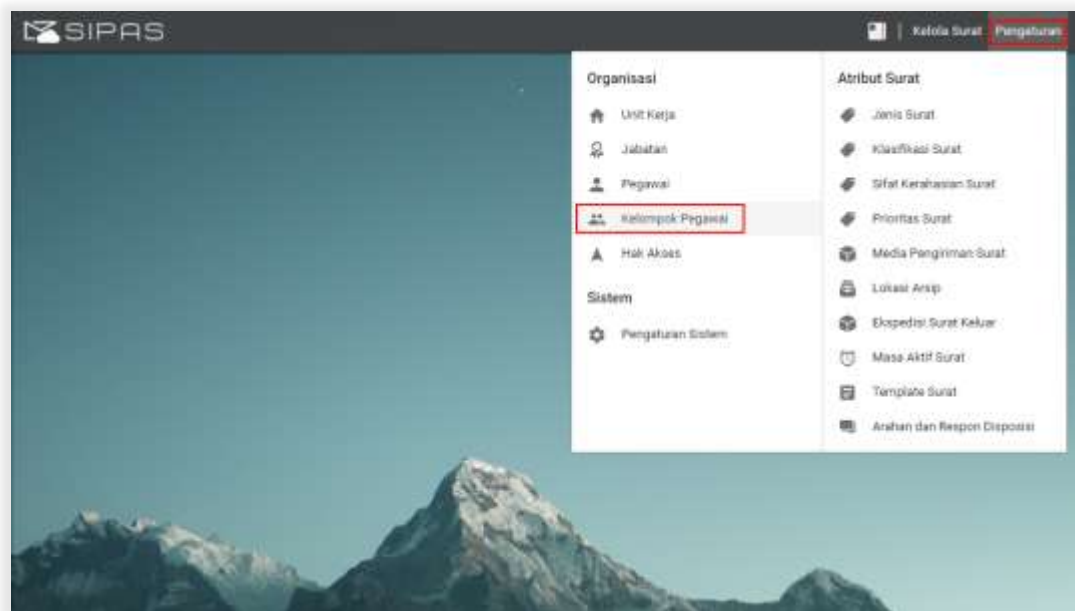 SIPAS
Kelola Surat
Pengaturan
Organisasi
Unit Kerja
Jabatan
Pegawai
Kelompok Pegawai
Hak Akses
Sistem
Pengaturan Sistem
Atribut Surat
Jenis Surat
Klasifikasi Surat
Sifat Kerahasian Surat
Prioritas Surat
Media Pengiriman Surat
Lokasi Arsip
Ekspedisi Surat Keluar
Masa Aktif Surat
Template Surat
Arahan dan Respon Disposisi